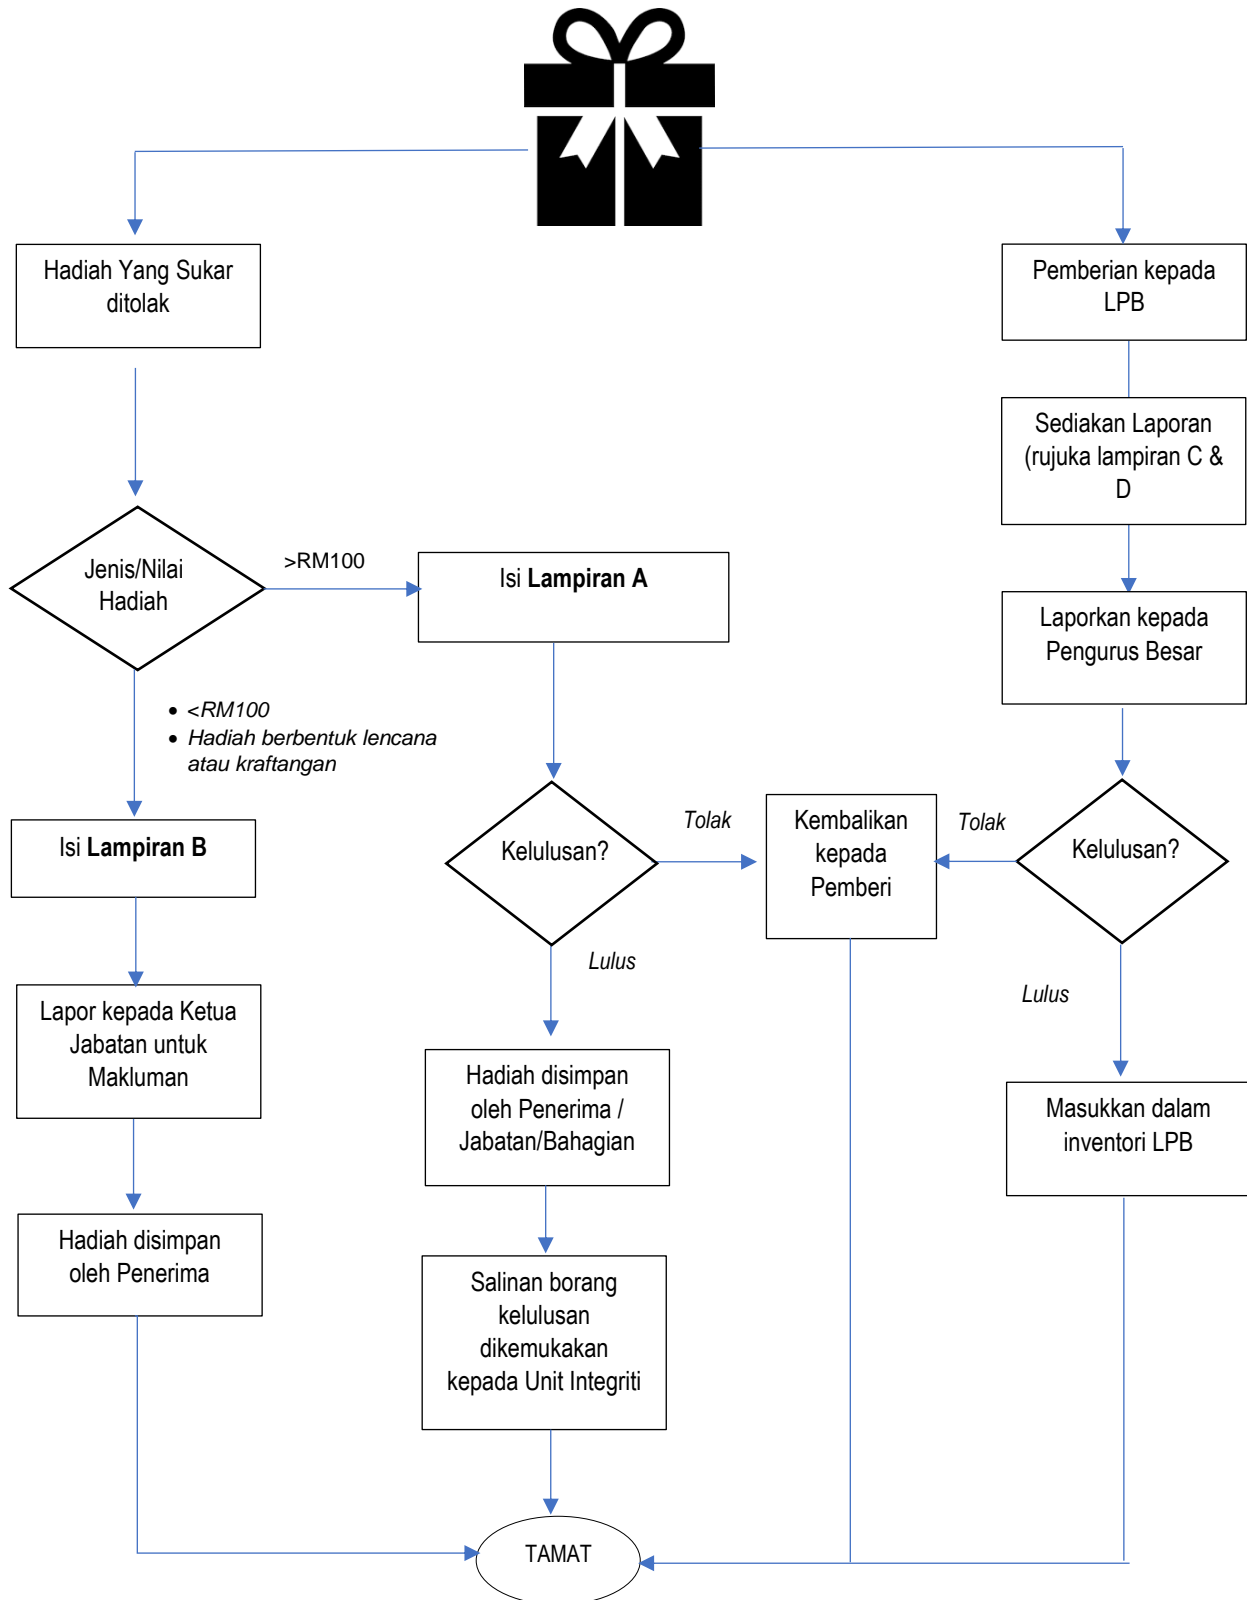 Hadiah Yang Sukar
ditolak
Pemberian kepada
LPB
Sediakan Laporan
(rujuka lampiran C &
D
Jenis/Nilai
Hadiah
>RM100
Isi Lampiran A
Laporkan kepada
Pengurus Besar
• <RM100
• Hadiah berbentuk lencana
atau kraftangan
Isi Lampiran B
Kelulusan?
Tolak
Kembalikan
kepada
Pemberi
Tolak
Kelulusan?
Lulus
Lulus
Lapor kepada Ketua
Jabatan untuk
Makluman
Hadiah disimpan
oleh Penerima /
Jabatan/Bahagian
Masukkan dalam
inventori LPB
Hadiah disimpan
oleh Penerima
Salinan borang
kelulusan
dikemukakan
kepada Unit Integriti
TAMAT